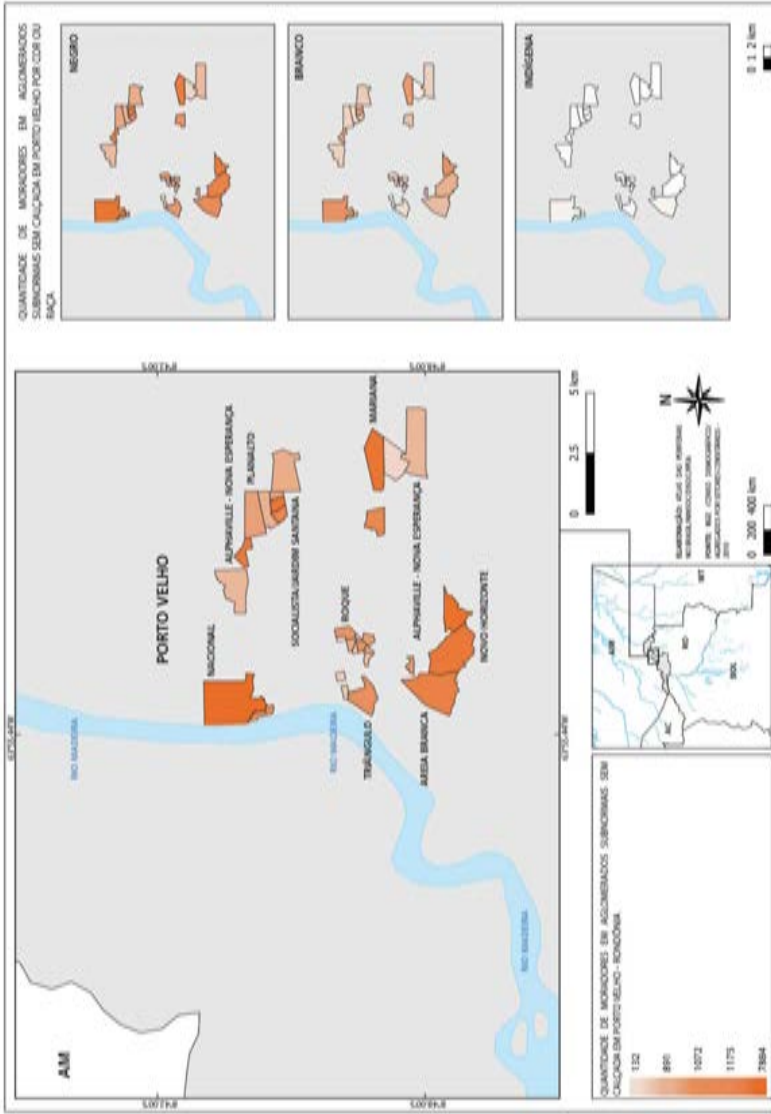 AM
PORTO VELHO
RIO MADEIRA
RIO MADEIRA
RIO MADEIRA
NACIONAL
ALPHAVILLE - NOVA ESPERANÇA
PLANALTO
SOCIALISTA/JARDIM SANTANA
ROQUE
TRIÂNGULO
MARIANA
ALPHAVILLE - NOVA ESPERANÇA
AREIA BRANCA
NOVO HORIZONTE
0 2.5 5 km
QUANTIDADE DE MORADORES EM AGLOMERADOS
SUBNORMAIS SEM CALÇADA EM PORTO VELHO POR COR OU
RAÇA
NEGRO
BRANCO
INDÍGENA
0 1 2 km
QUANTIDADE DE MORADORES EM AGLOMERADOS SUBNORMAIS SEM
CALÇADA EM PORTO VELHO - RONDÔNIA
132
891
1072
1175
7884
AM
AC
RO
MT
BOL
0 200 400 km
N